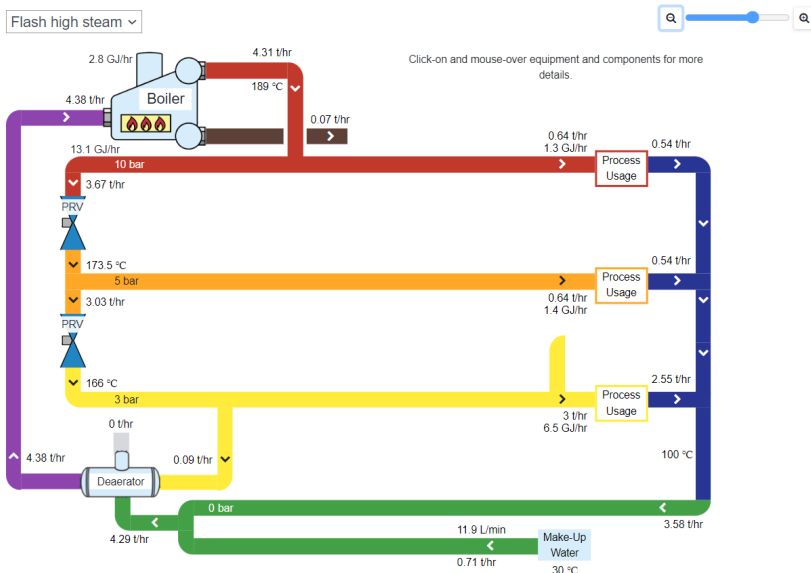 Flash high steam
2.8 GJ/hr
4.31 t/hr
Click-on and mouse-over equipment and components for more
details.
189 °C
4.38 t/hr
Boiler
0.07 t/hr
13.1 GJ/hr
10 bar
0.64 t/hr
1.3 GJ/hr
Process
Usage
0.54 t/hr
3.67 t/hr
PRV
173.5 °C
5 bar
0.54 t/hr
Process
Usage
3.03 t/hr
0.64 t/hr
1.4 GJ/hr
PRV
166 °C
3 bar
2.55 t/hr
Process
Usage
3 t/hr
6.5 GJ/hr
0 t/hr
4.38 t/hr
0.09 t/hr
100 °C
Deaerator
0 bar
3.58 t/hr
4.29 t/hr
11.9 L/min
Make-Up
Water
0.71 t/hr
30 °C